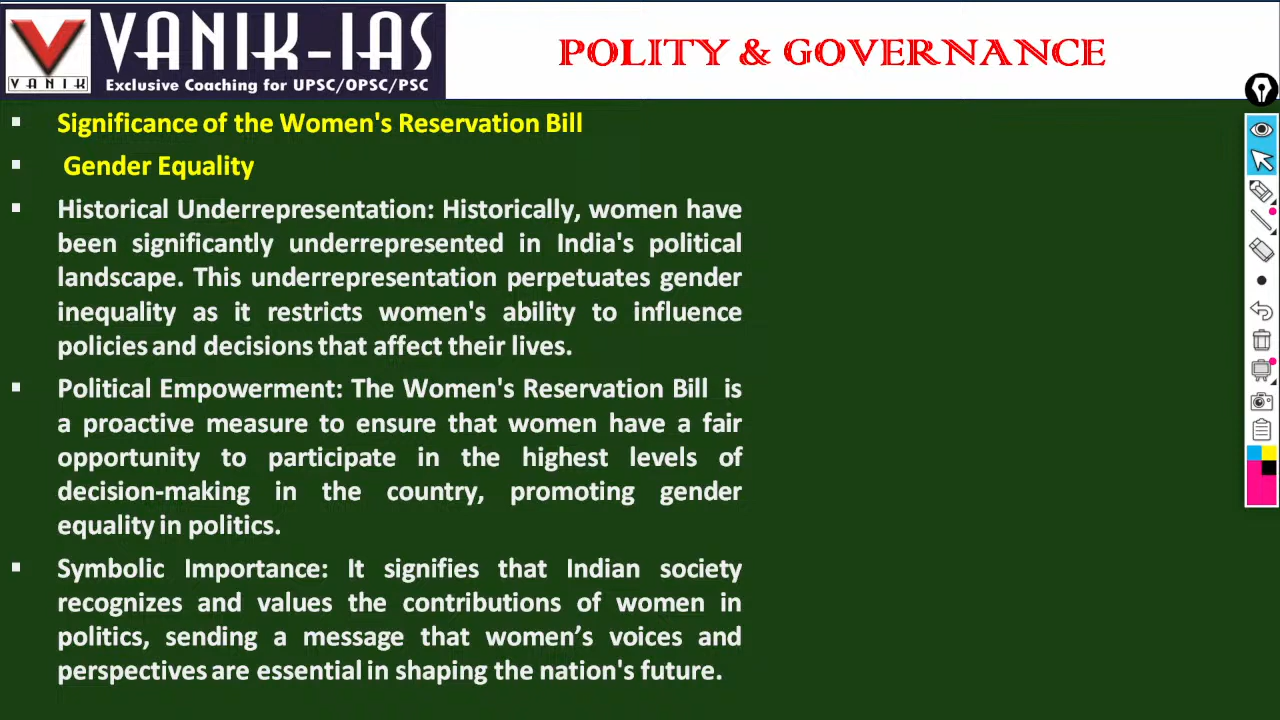 VANIK-IAS
VANIK
Exclusive Coaching for UPSC/OPSC/PSC
POLITY & GOVERNANCE
Significance of the Women's Reservation Bill
Gender Equality
Historical Underrepresentation: Historically, women have
been significantly underrepresented in India's political
landscape. This underrepresentation perpetuates gender
inequality as it restricts women's ability to influence
policies and decisions that affect their lives.
Political Empowerment: The Women's Reservation Bill is
a proactive measure to ensure that women have a fair
opportunity to participate in the highest levels of
decision-making in the country, promoting gender
equality in politics.
Symbolic Importance: It signifies that Indian society
recognizes and values the contributions of women in
politics, sending a message that women’s voices and
perspectives are essential in shaping the nation's future.